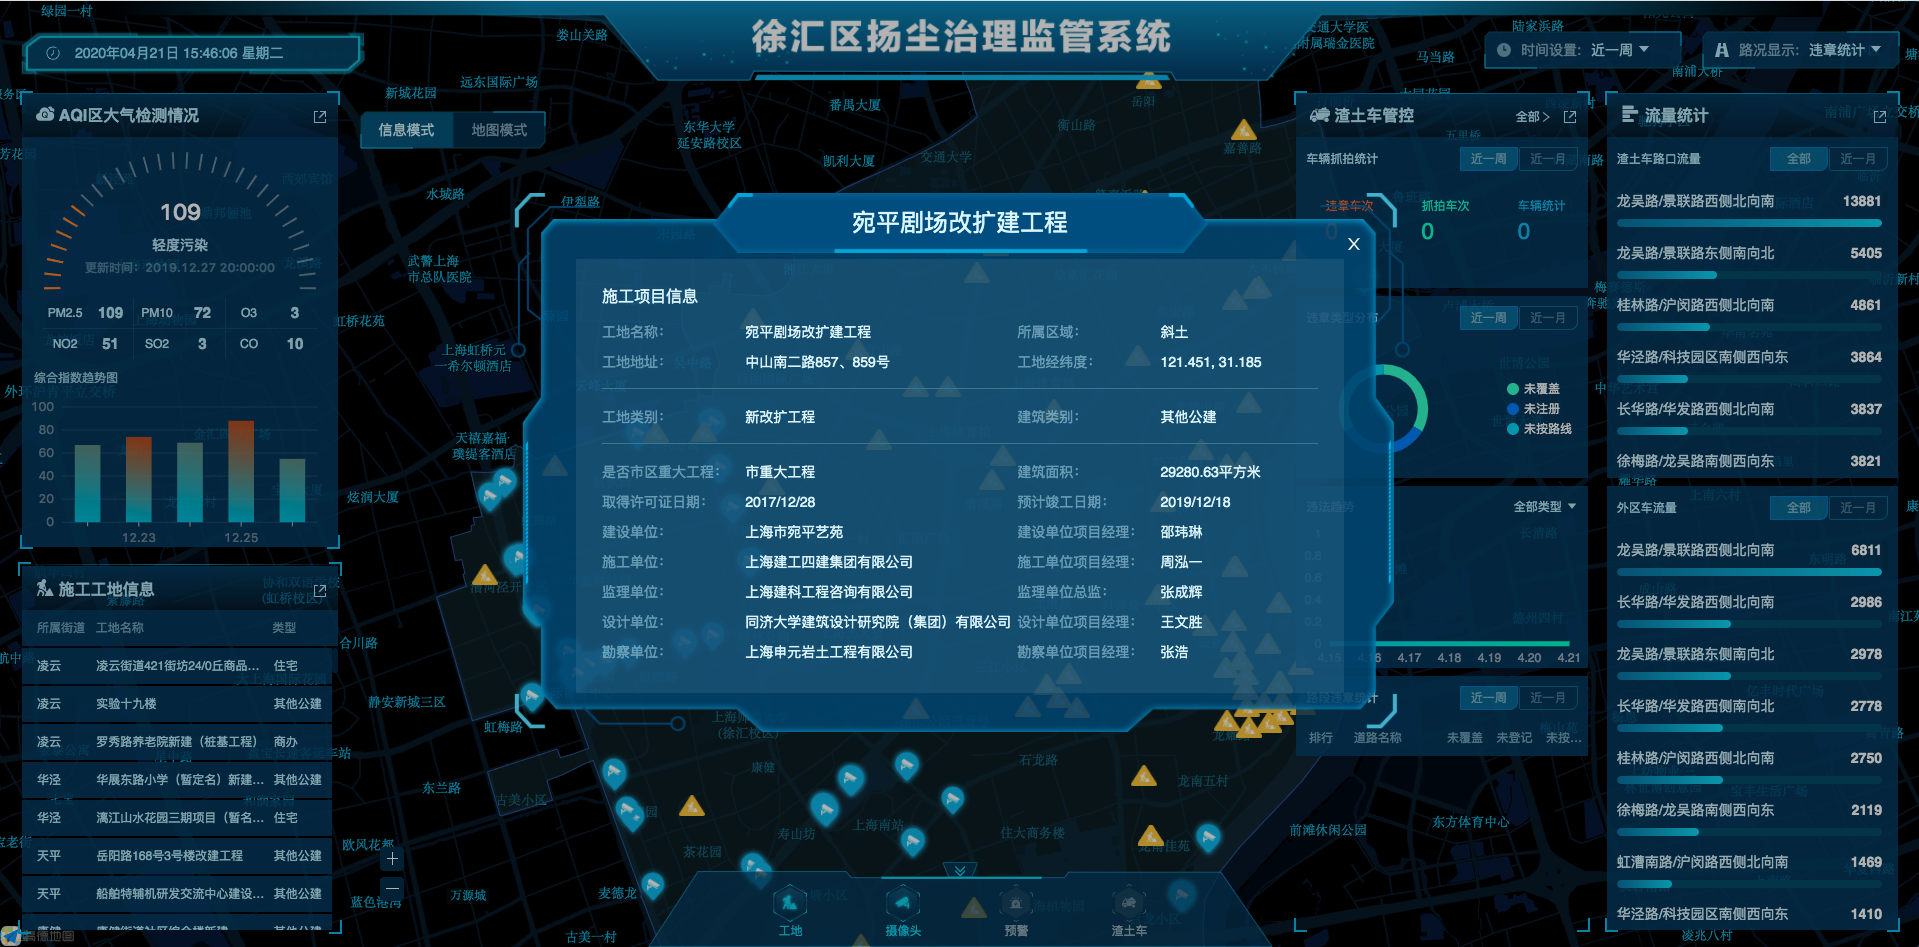 徐汇区扬尘治理监管系统
2020年04月21日 15:46:06 星期二
时间设置: 近一周
路况显示: 违章统计
信息模式 地图模式
AQI区大气检测情况
109
轻度污染
更新时间: 2019.12.27 20:00:00
PM2.5 109 PM10 72 O3 3
NO2 51 SO2 3 CO 10
综合指数趋势图
100
80
60
40
20
0
12.23 12.25
施工工地信息
所属街道 工地名称 类型
凌云 凌云街道421街坊24/0丘商品... 住宅
凌云 实验十九楼 其他公建
凌云 罗秀路养老院新建（桩基工程） 商办
华泾 华展东路小学（暂定名）新建... 其他公建
华泾 漓江山水花园三期项目（暂名... 住宅
天平 岳阳路168号3号楼改建工程 其他公建
天平 船舶特辅机研发交流中心建设... 其他公建
宛平剧场改扩建工程
X
施工项目信息
工地名称: 宛平剧场改扩建工程 所属区域: 斜土
工地地址: 中山南二路857、859号 工地经纬度: 121.451, 31.185
工地类别: 新改扩工程 建筑类别: 其他公建
是否市区重大工程: 市重大工程 建筑面积: 29280.63平方米
取得许可证日期: 2017/12/28 预计竣工日期: 2019/12/18
建设单位: 上海市宛平艺苑 建设单位项目经理: 邵玮琳
施工单位: 上海建工四建集团有限公司 施工单位项目经理: 周泓一
监理单位: 上海建科工程咨询有限公司 监理单位总监: 张成辉
设计单位: 同济大学建筑设计研究院（集团）有限公司 设计单位项目经理: 王文胜
勘察单位: 上海申元岩土工程有限公司 勘察单位项目经理: 张浩
渣土车管控 全部 >
车辆抓拍统计 近一周 近一月
违章车次 抓拍车次 车辆统计
0 0 0
违章类型分布 近一周 近一月
未覆盖
未注册
未按路线
违法趋势 全部类型
1
0.8
0.6
0.4
0.2
0
4.15 4.16 4.17 4.18 4.19 4.20 4.21
路段违章统计 近一周 近一月
排行 道路名称 未覆盖 未登记 未按...
流量统计
渣土车路口流量 全部 近一月
龙吴路/景联路西侧北向南 13881
龙吴路/景联路东侧南向北 5405
桂林路/沪闵路西侧北向南 4861
华泾路/科技园区南侧西向东 3864
长华路/华发路西侧北向南 3837
徐梅路/龙吴路南侧西向东 3821
外区车流量 全部 近一月
龙吴路/景联路西侧北向南 6811
长华路/华发路西侧北向南 2986
龙吴路/景联路东侧南向北 2978
长华路/华发路西侧南向北 2778
桂林路/沪闵路西侧北向南 2750
徐梅路/龙吴路南侧西向东 2119
虹漕南路/沪闵路西侧北向南 1469
华泾路/科技园区南侧西向东 1410
工地 摄像头 预警 渣土车
绿园一村
娄山关路
远东国际广场
新城花园
番禺大厦
东华大学
延安路校区
凯利大厦
交通大学
衡山路
岳阳
嘉善路
马当路
陆家浜路
南浦大桥
水城路
伊犁路
武警上海
市总队医院
虹桥花苑
上海虹桥元
一希尔顿酒店
天禧嘉福·
璞缇客酒店
炫润大厦
合川路
静安新城三区
虹梅路
东兰路
古美小区
欧风花都
万源城
蓝色港湾
古美一村
麦德龙
茶花园
康健
寿山坊
上海南站
石龙路
住大商务楼
龙南五村
龙南佳苑
前滩休闲公园
东方体育中心
凌兆八村
高德地图